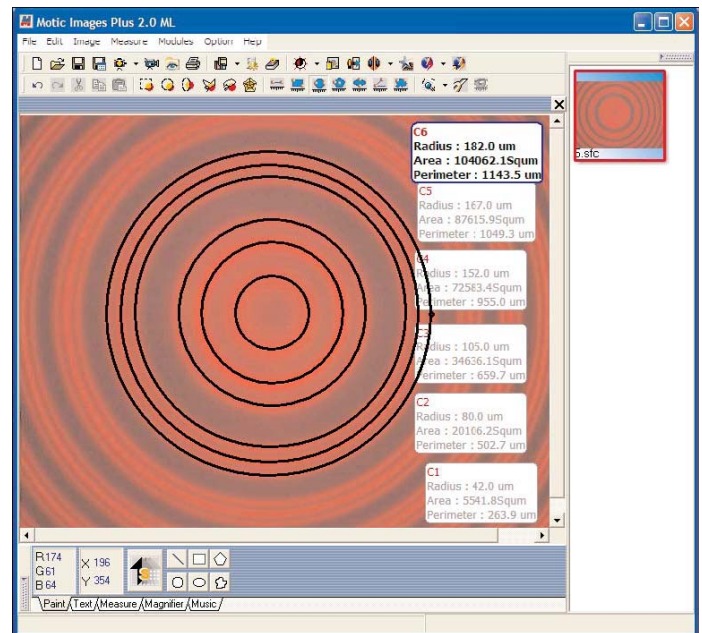 Motic Images Plus 2.0 ML
File Edit Image Measure Modules Option Help
C6
Radius : 182.0 um
Area : 104062.1Squm
Perimeter : 1143.5 um
C5
Radius : 167.0 um
Area : 87615.9Squm
Perimeter : 1049.3 um
C4
Radius : 152.0 um
Area : 72583.4Squm
Perimeter : 955.0 um
C3
Radius : 105.0 um
Area : 34636.1Squm
Perimeter : 659.7 um
C2
Radius : 80.0 um
Area : 20106.2Squm
Perimeter : 502.7 um
C1
Radius : 42.0 um
Area : 5541.8Squm
Perimeter : 263.9 um
5.sfc
R174
G61
B64
X 196
Y 354
Paint Text Measure Magnifier Music